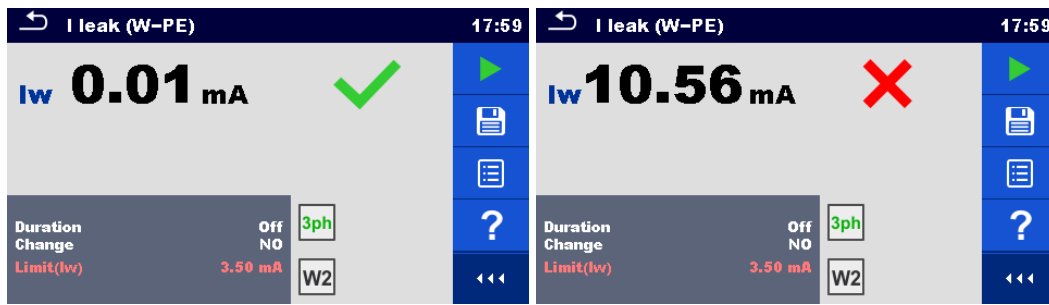 I leak (W-PE) 17:59
Iw 0.01 mA
3ph
Duration Off
Change NO
Limit(Iw) 3.50 mA
W2
?
I leak (W-PE) 17:59
Iw 10.56 mA
3ph
Duration Off
Change NO
Limit(Iw) 3.50 mA
W2
?